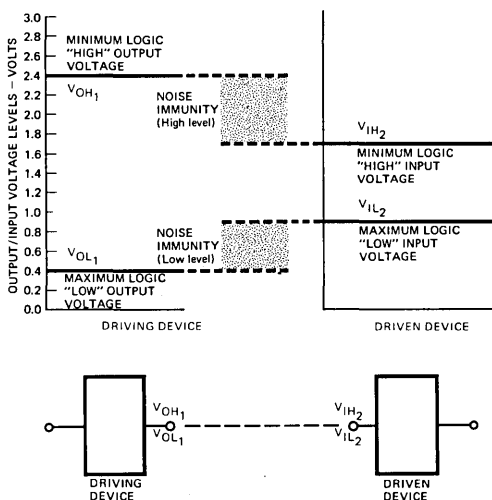 OUTPUT/INPUT VOLTAGE LEVELS – VOLTS
3.0
2.8
2.6
2.4
2.2
2.0
1.8
1.6
1.4
1.2
1.0
0.8
0.6
0.4
0.2
0.0
MINIMUM LOGIC
"HIGH" OUTPUT
VOLTAGE
VOH1
NOISE
IMMUNITY
(High level)
VIH2
MINIMUM LOGIC
"HIGH" INPUT
VOLTAGE
VIL2
NOISE
IMMUNITY
(Low level)
MAXIMUM LOGIC
"LOW" INPUT
VOLTAGE
VOL1
MAXIMUM LOGIC
"LOW" OUTPUT
VOLTAGE
DRIVING DEVICE
DRIVEN DEVICE
VOH1
VOL1
VIH2
VIL2
DRIVING
DEVICE
DRIVEN
DEVICE